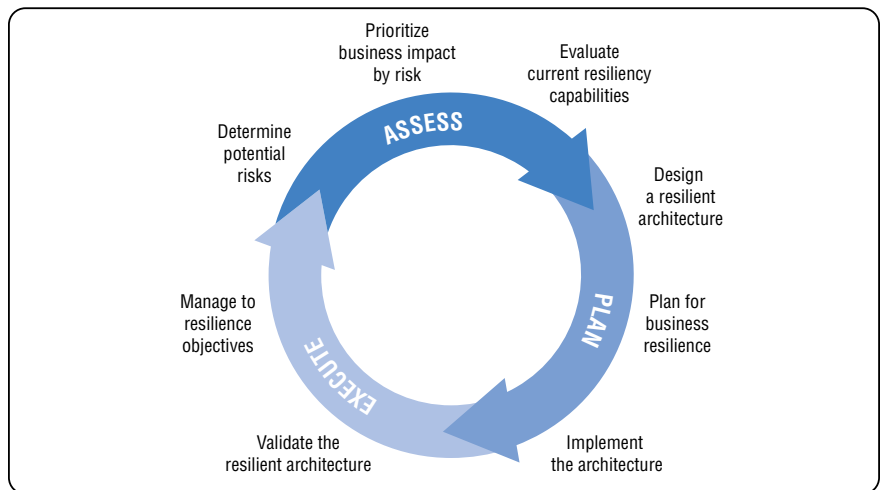 Prioritize
business impact
by risk
Evaluate
current resiliency
capabilities
ASSESS
Determine
potential
risks
Design
a resilient
architecture
Manage to
resilience
objectives
PLAN
Plan for
business
resilience
EXECUTE
Validate the
resilient architecture
Implement
the architecture